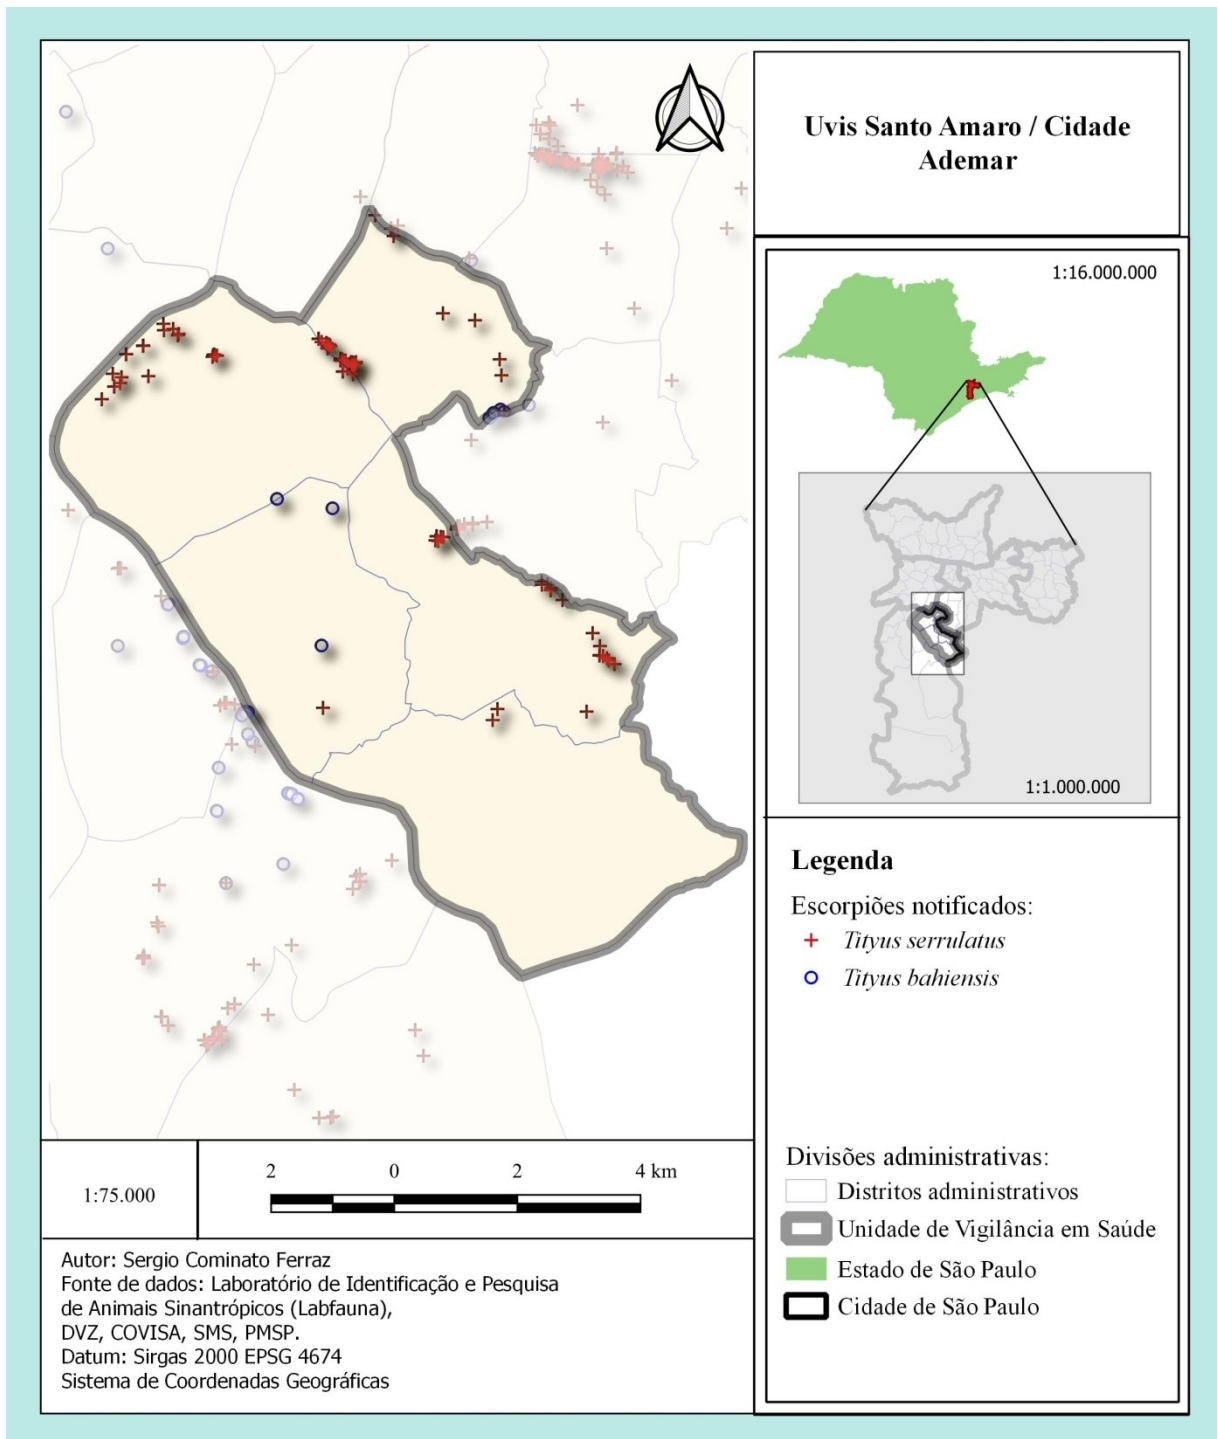 Uvis Santo Amaro / Cidade
Ademar
1:16.000.000
1:1.000.000
Legenda
Escorpiões notificados:
Tityus serrulatus
Tityus bahiensis
Divisões administrativas:
Distritos administrativos
Unidade de Vigilância em Saúde
Estado de São Paulo
Cidade de São Paulo
1:75.000
2 0 2 4 km
Autor: Sergio Cominato Ferraz
Fonte de dados: Laboratório de Identificação e Pesquisa
de Animais Sinantrópicos (Labfauna),
DVZ, COVISA, SMS, PMSP.
Datum: Sirgas 2000 EPSG 4674
Sistema de Coordenadas Geográficas